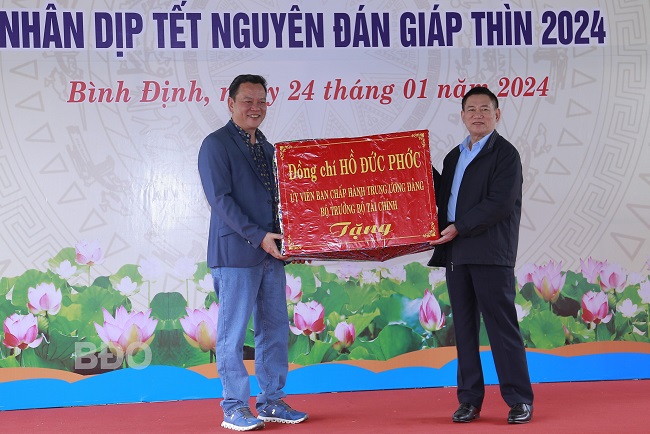 NHÂN DỊP TẾT NGUYÊN ĐÁN GIÁP THÌN 2024
Bình Định, ngày 24 tháng 01 năm 2024
Đồng chí HỒ ĐỨC PHỚC
ỦY VIÊN BAN CHẤP HÀNH TRUNG ƯƠNG ĐẢNG
BỘ TRƯỞNG BỘ TÀI CHÍNH
Tặng
BĐO